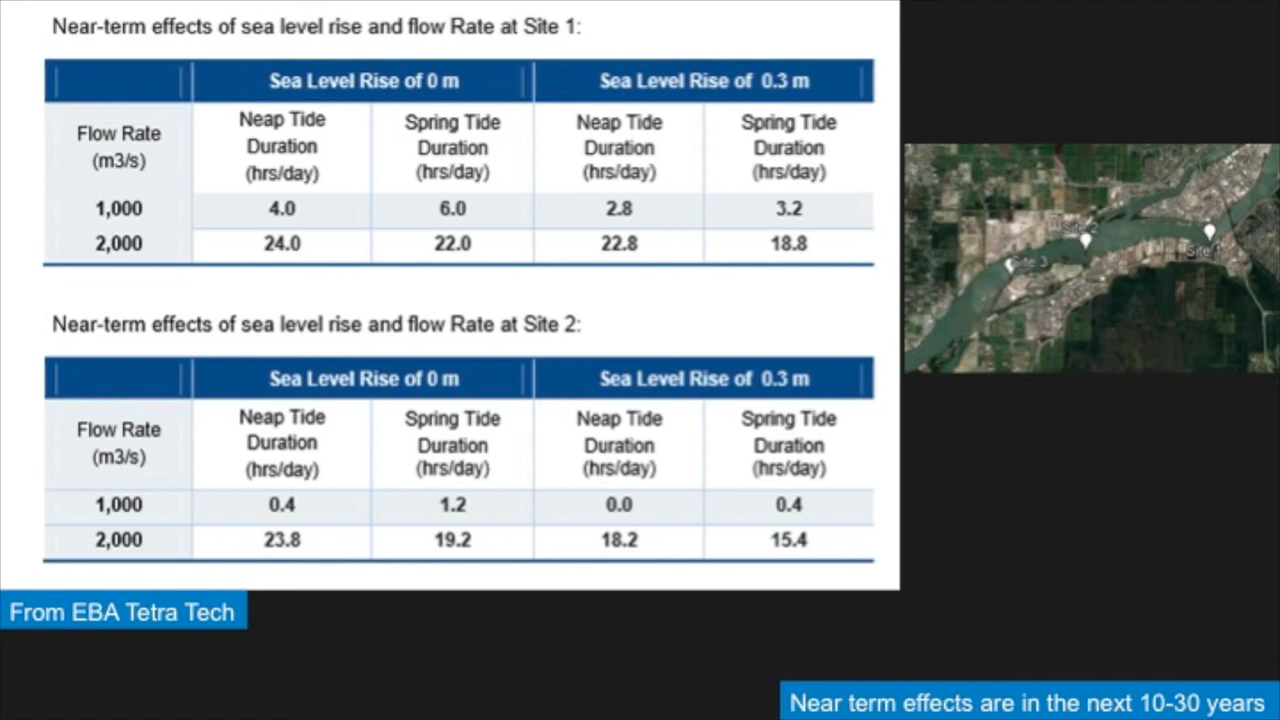 Near-term effects of sea level rise and flow Rate at Site 1:
Sea Level Rise of 0 m Sea Level Rise of 0.3 m
Flow Rate (m3/s) Neap Tide Duration (hrs/day) Spring Tide Duration (hrs/day) Neap Tide Duration (hrs/day) Spring Tide Duration (hrs/day)
1,000 4.0 6.0 2.8 3.2
2,000 24.0 22.0 22.8 18.8
Near-term effects of sea level rise and flow Rate at Site 2:
Sea Level Rise of 0 m Sea Level Rise of 0.3 m
Flow Rate (m3/s) Neap Tide Duration (hrs/day) Spring Tide Duration (hrs/day) Neap Tide Duration (hrs/day) Spring Tide Duration (hrs/day)
1,000 0.4 1.2 0.0 0.4
2,000 23.8 19.2 18.2 15.4
Site 2
Site 1
Site 3
From EBA Tetra Tech
Near term effects are in the next 10-30 years